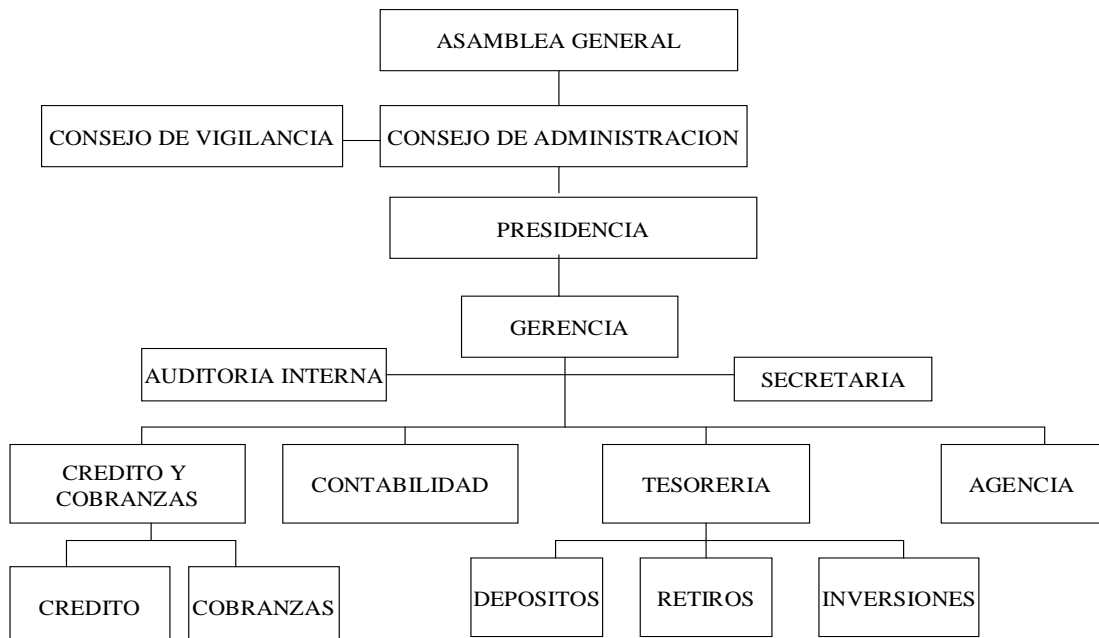 ASAMBLEA GENERAL
CONSEJO DE VIGILANCIA
CONSEJO DE ADMINISTRACION
PRESIDENCIA
GERENCIA
AUDITORIA INTERNA
SECRETARIA
CREDITO Y
COBRANZAS
CONTABILIDAD
TESORERIA
AGENCIA
CREDITO
COBRANZAS
DEPOSITOS
RETIROS
INVERSIONES